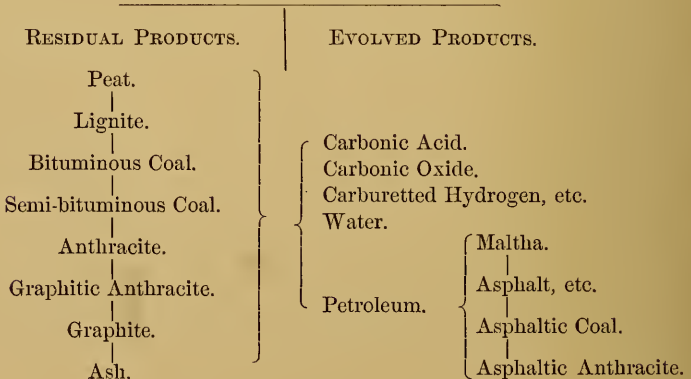 RESIDUAL PRODUCTS.
Peat.
Lignite.
Bituminous Coal.
Semi-bituminous Coal.
Anthracite.
Graphitic Anthracite.
Graphite.
Ash.
EVOLVED PRODUCTS.
Carbonic Acid.
Carbonic Oxide.
Carburetted Hydrogen, etc.
Water.
Petroleum.
Maltha.
Asphalt, etc.
Asphaltic Coal.
Asphaltic Anthracite.